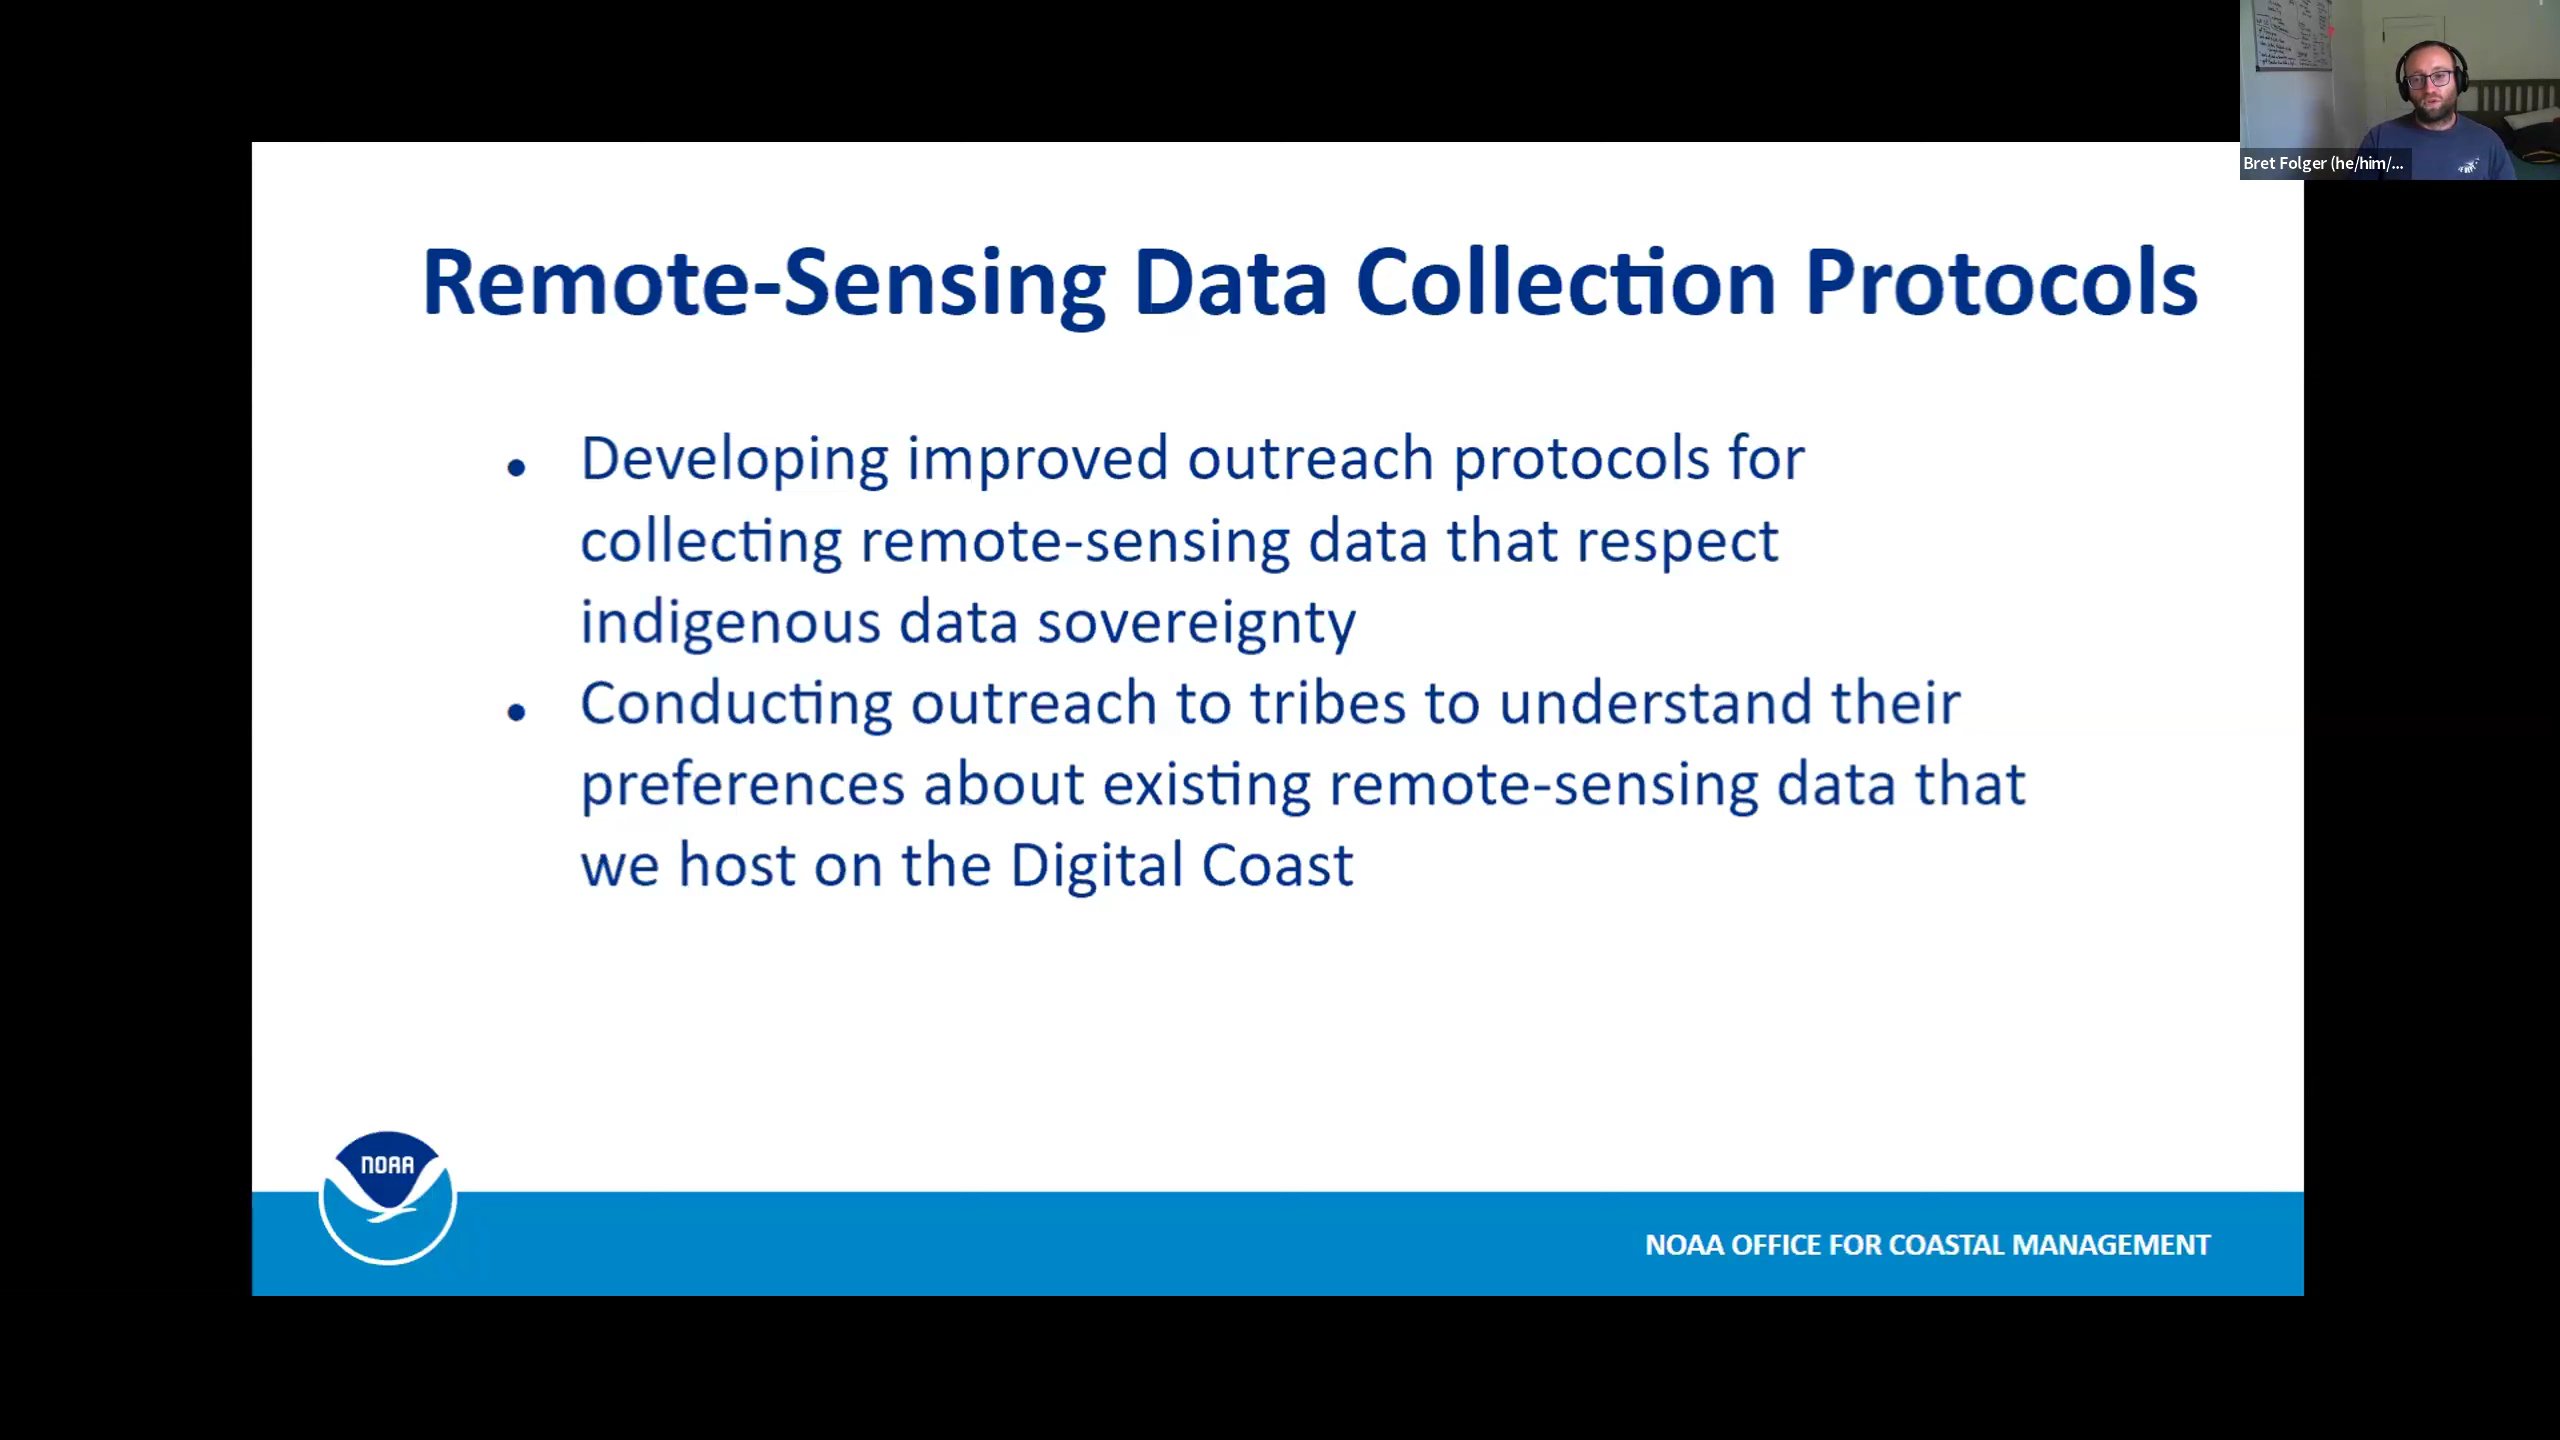 Bret Folger (he/him/...
Remote-Sensing Data Collection Protocols
• Developing improved outreach protocols for
collecting remote-sensing data that respect
indigenous data sovereignty
• Conducting outreach to tribes to understand their
preferences about existing remote-sensing data that
we host on the Digital Coast
NOAA
NOAA OFFICE FOR COASTAL MANAGEMENT